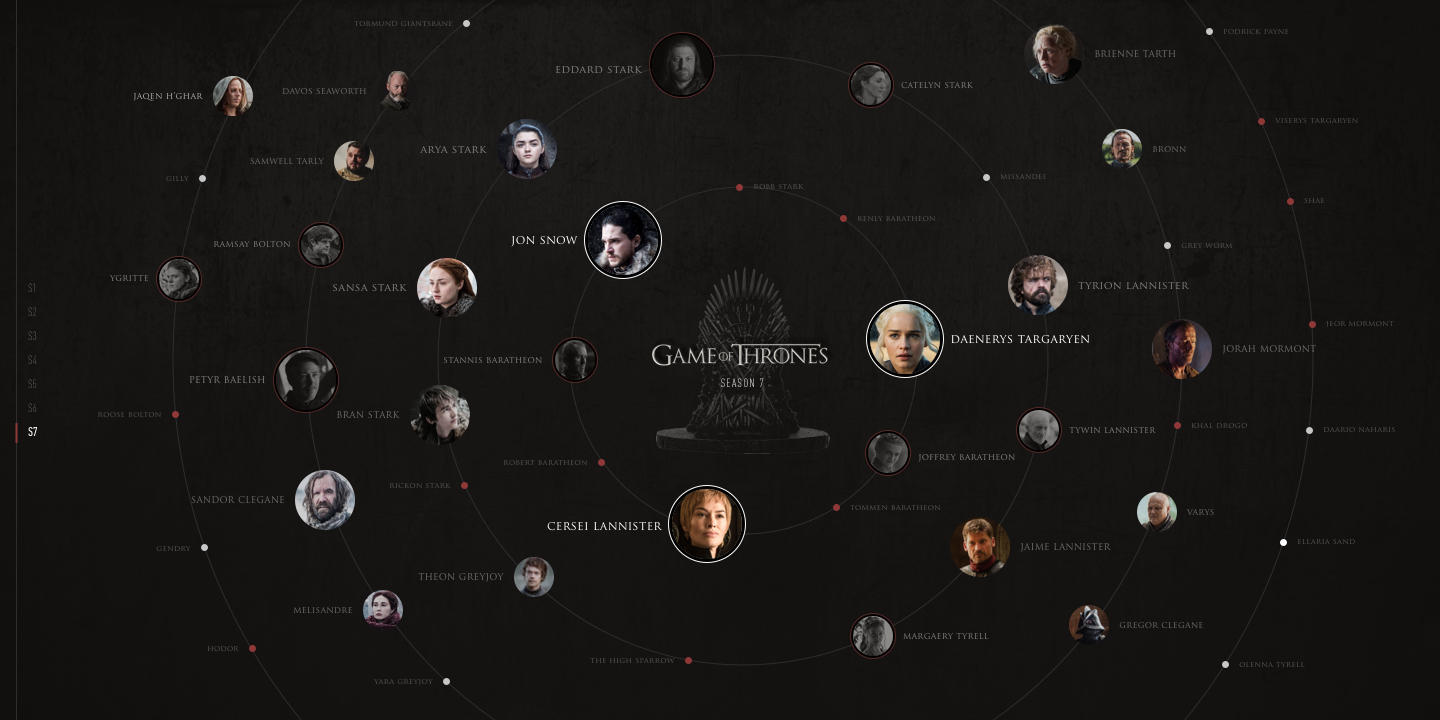 TORMUND GIANTSBANE
PODRICK PAYNE
BRIENNE TARTH
EDDARD STARK
CATELYN STARK
DAVOS SEAWORTH
JAQEN H'GHAR
VISERYS TARGARYEN
ARYA STARK
BRONN
SAMWELL TARLY
GILLY
MISSANDEI
ROBB STARK
SHAE
RENLY BARATHEON
JON SNOW
RAMSAY BOLTON
GREY WORM
YGRITTE
SANSA STARK
TYRION LANNISTER
S1
S2
S3
S4
S5
S6
S7
JEOR MORMONT
DAENERYS TARGARYEN
JORAH MORMONT
GAME OF THRONES
SEASON 7
STANNIS BARATHEON
PETYR BAELISH
BRAN STARK
ROOSE BOLTON
KHAL DROGO
TYWIN LANNISTER
DAARIO NAHARIS
JOFFREY BARATHEON
ROBERT BARATHEON
RICKON STARK
SANDOR CLEGANE
TOMMEN BARATHEON
VARYS
CERSEI LANNISTER
ELLARIA SAND
JAIME LANNISTER
GENDRY
THEON GREYJOY
MELISANDRE
GREGOR CLEGANE
MARGAERY TYRELL
HODOR
THE HIGH SPARROW
OLENNA TYRELL
YARA GREYJOY